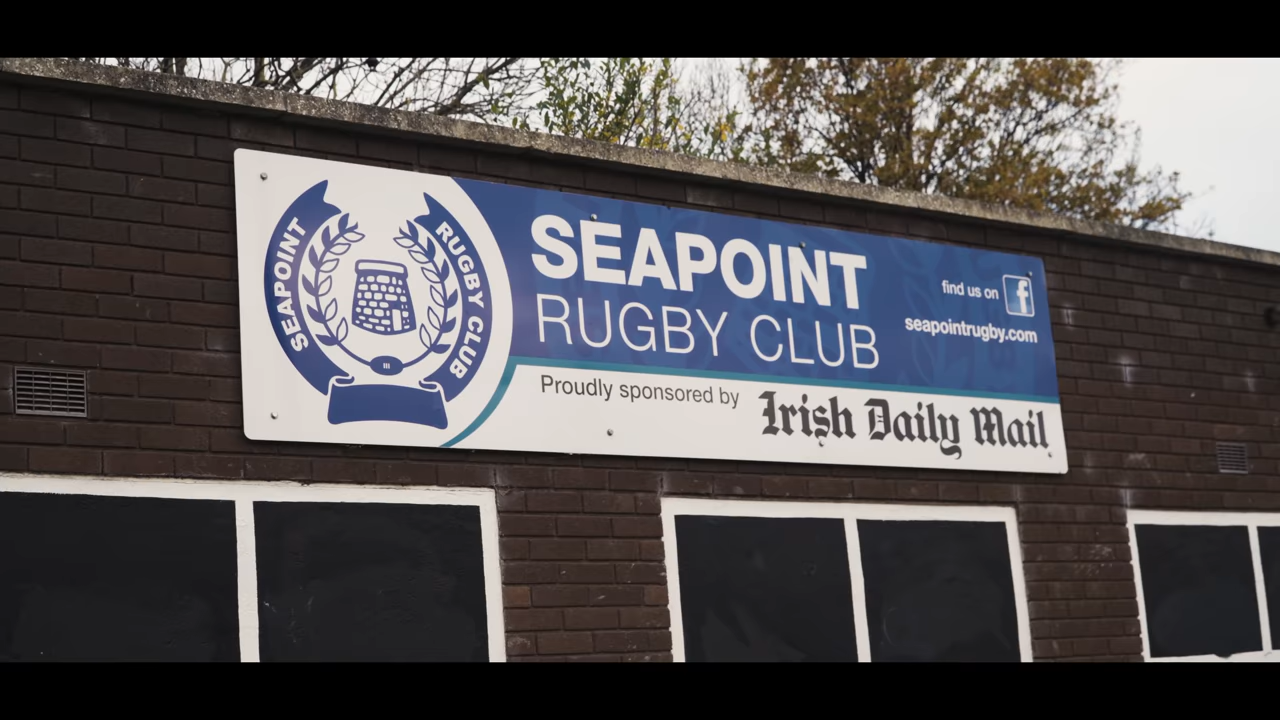 SEAPOINT
RUGBY CLUB
SEAPOINT
RUGBY CLUB
find us on f
seapointrugby.com
Proudly sponsored by
Irish Daily Mail